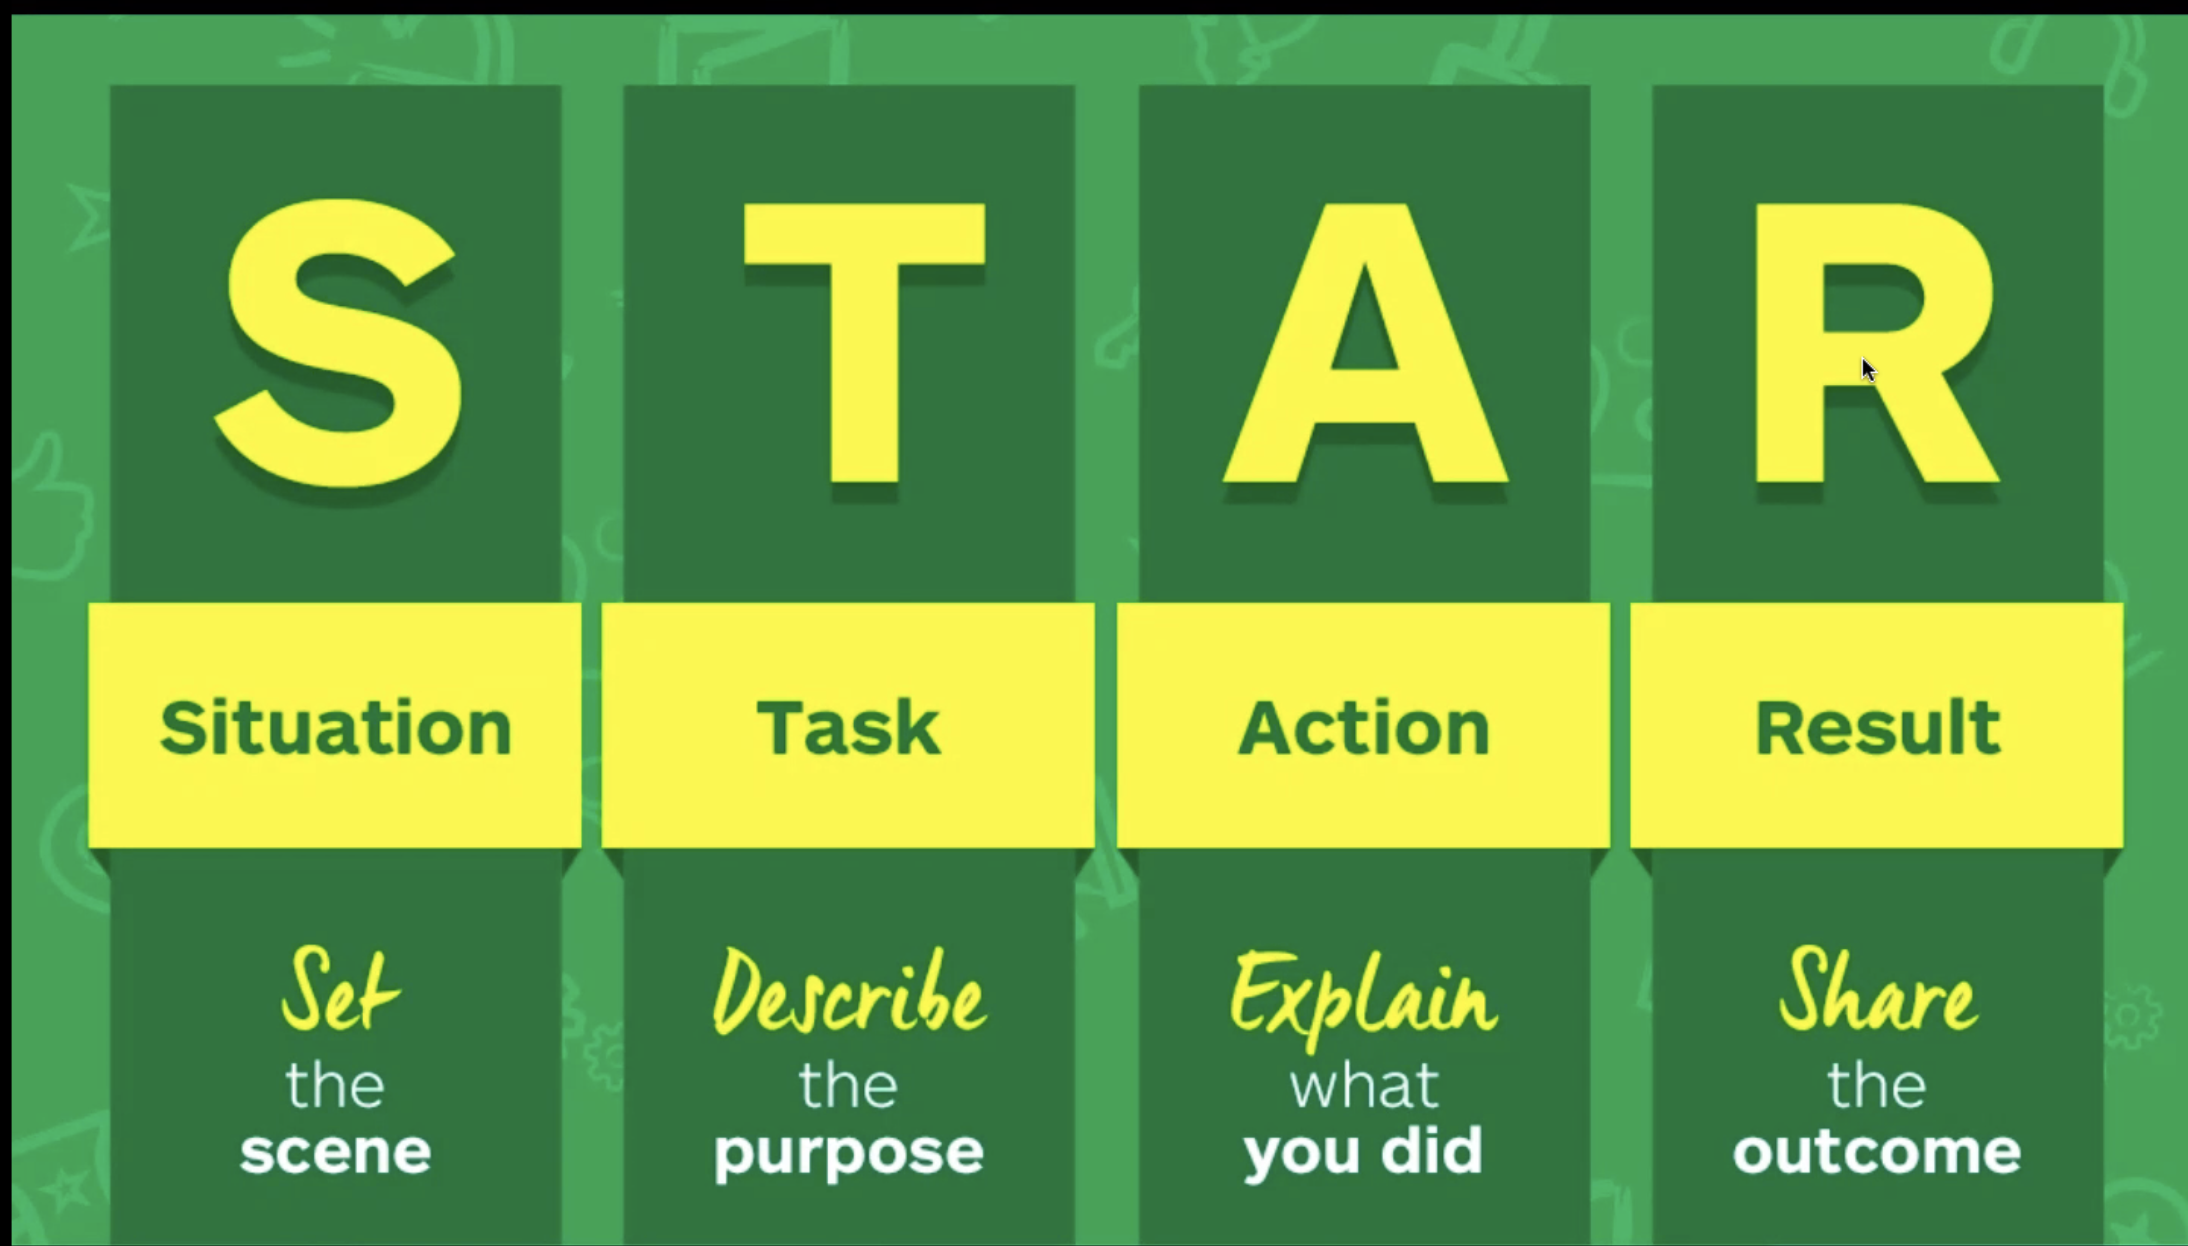 S
Situation
Set
the
scene
T
Task
Describe
the
purpose
A
Action
Explain
what
you did
R
Result
Share
the
outcome